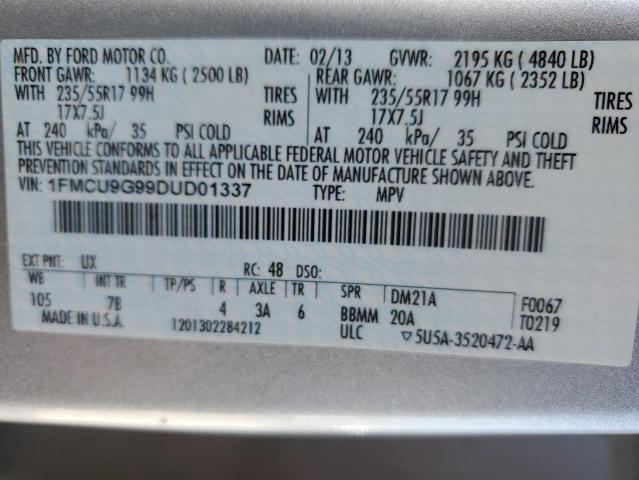 MFD. BY FORD MOTOR CO. DATE: 02/13 GVWR: 2195 KG ( 4840 LB)
FRONT GAWR: 1134 KG ( 2500 LB) REAR GAWR: 1067 KG ( 2352 LB)
WITH 235/55R17 99H TIRES WITH 235/55R17 99H TIRES
17X7.5J RIMS 17X7.5J RIMS
AT 240 kPa/ 35 PSI COLD AT 240 kPa/ 35 PSI COLD
THIS VEHICLE CONFORMS TO ALL APPLICABLE FEDERAL MOTOR VEHICLE SAFETY AND THEFT
PREVENTION STANDARDS IN EFFECT ON THE DATE OF MANUFACTURE SHOWN ABOVE.
VIN: 1FMCU9G99DUD01337 TYPE: MPV
EXT PNT: UX RC: 48 DSO:
WB INT TR TP/PS R AXLE TR SPR DM21A F0067
105 7B 4 3A 6 BBMM 20A T0219
MADE IN U.S.A. 1201302284212 ULC ▽5U5A-3520472-AA